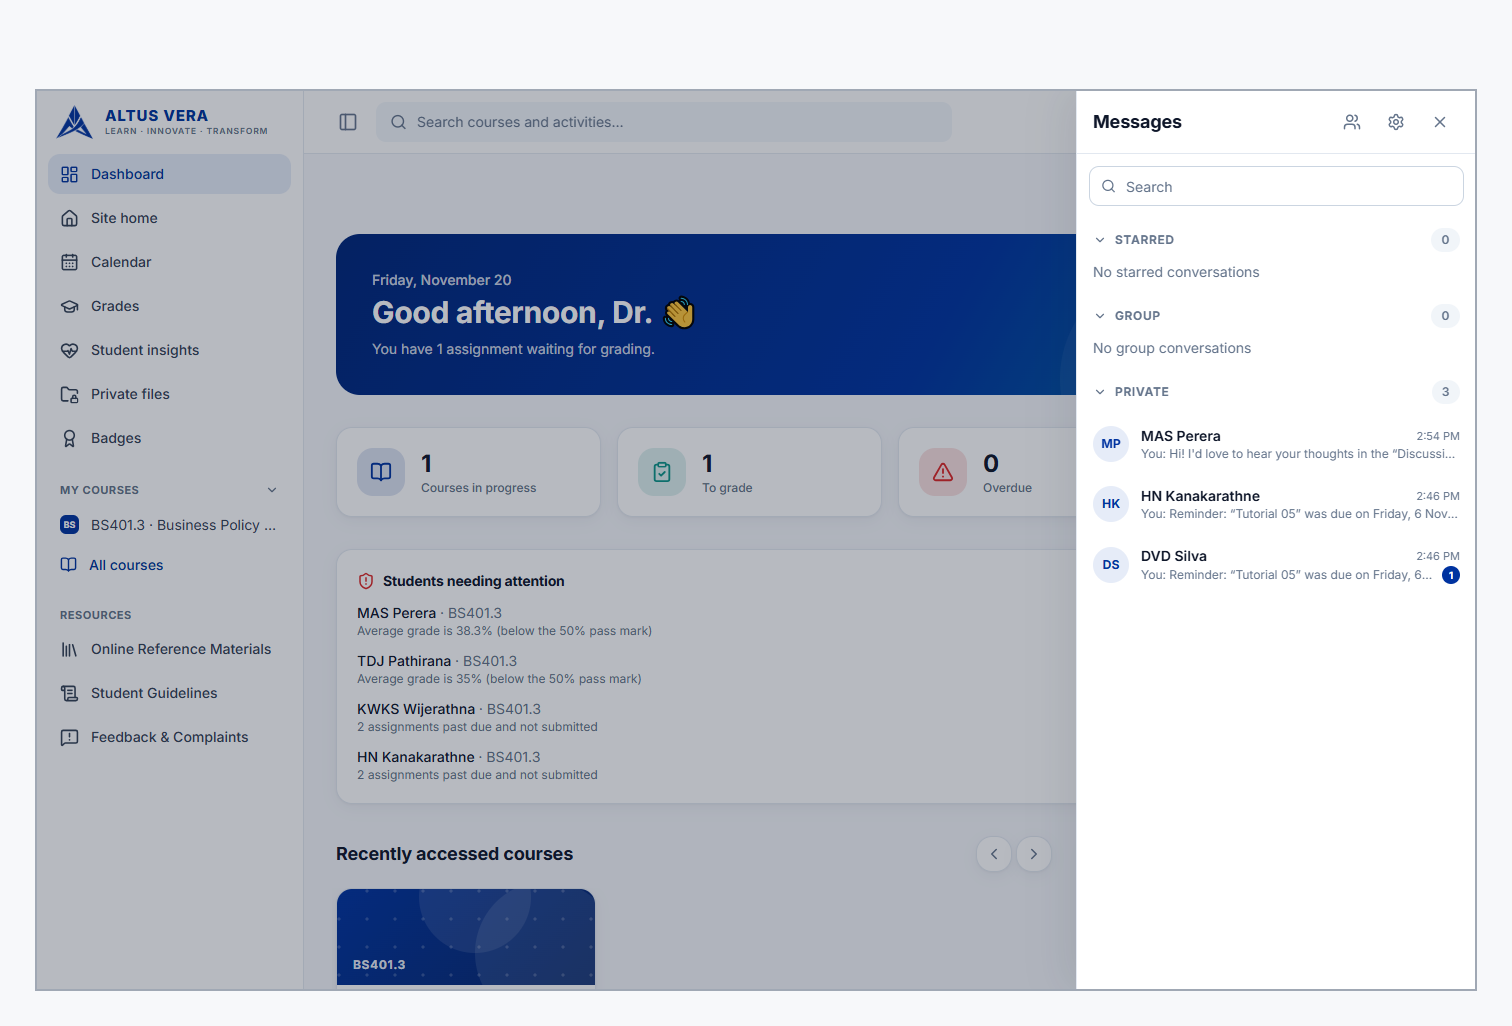 ALTUS VERA
LEARN · INNOVATE · TRANSFORM
Dashboard
Site home
Calendar
Grades
Student insights
Private files
Badges
MY COURSES
BS BS401.3 · Business Policy ...
All courses
RESOURCES
Online Reference Materials
Student Guidelines
Feedback & Complaints
Search courses and activities...
Friday, November 20
Good afternoon, Dr. 👋
You have 1 assignment waiting for grading.
1
Courses in progress
1
To grade
0
Overdue
Students needing attention
MAS Perera · BS401.3
Average grade is 38.3% (below the 50% pass mark)
TDJ Pathirana · BS401.3
Average grade is 35% (below the 50% pass mark)
KWKS Wijerathna · BS401.3
2 assignments past due and not submitted
HN Kanakarathne · BS401.3
2 assignments past due and not submitted
Recently accessed courses
BS401.3
Messages
Search
STARRED 0
No starred conversations
GROUP 0
No group conversations
PRIVATE 3
MP MAS Perera 2:54 PM
You: Hi! I'd love to hear your thoughts in the “Discussi...
HK HN Kanakarathne 2:46 PM
You: Reminder: “Tutorial 05” was due on Friday, 6 Nov...
DS DVD Silva 2:46 PM
You: Reminder: “Tutorial 05” was due on Friday, 6... 1